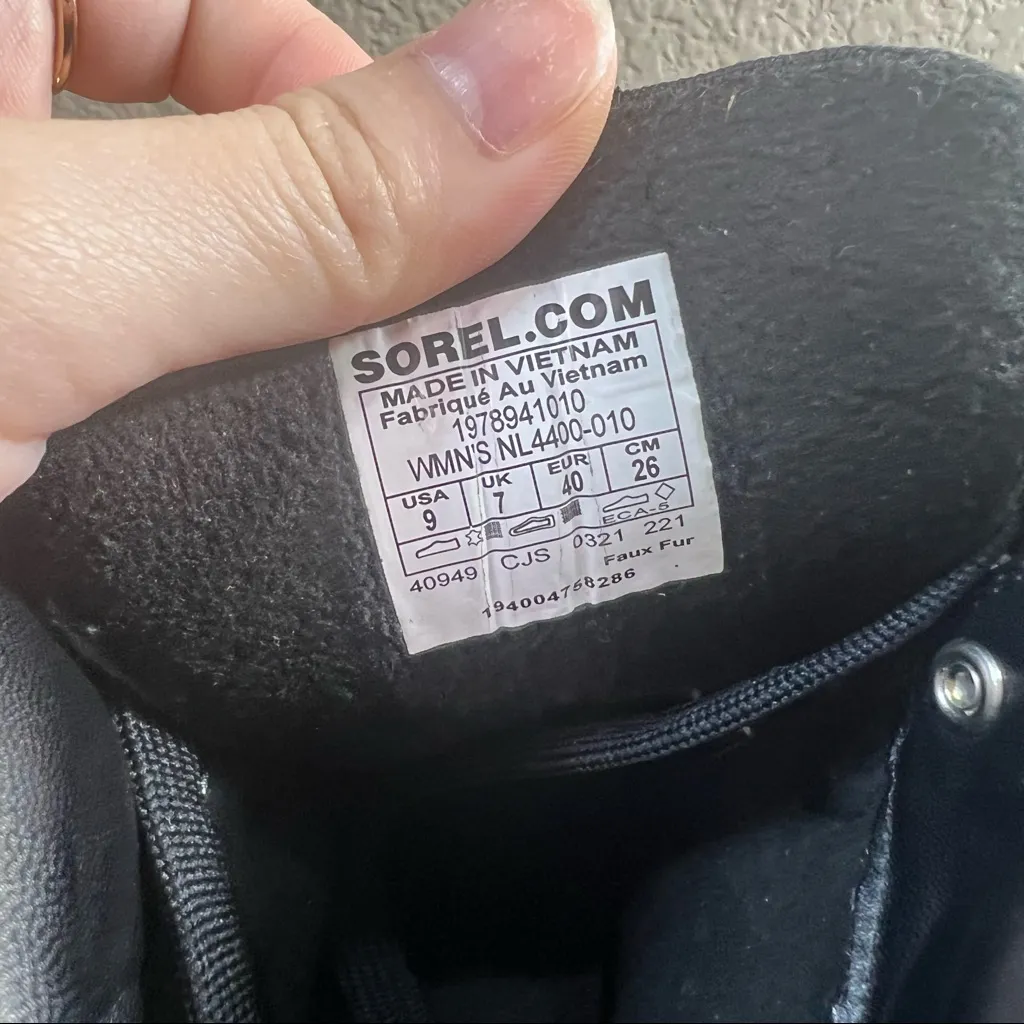 SOREL.COM
MADE IN VIETNAM
Fabriqué Au Vietnam
1978941010
WMN'S NL4400-010
USA UK EUR CM
9 7 40 26
ECA-5
40949 CJS 0321 221
Faux Fur
194004758286